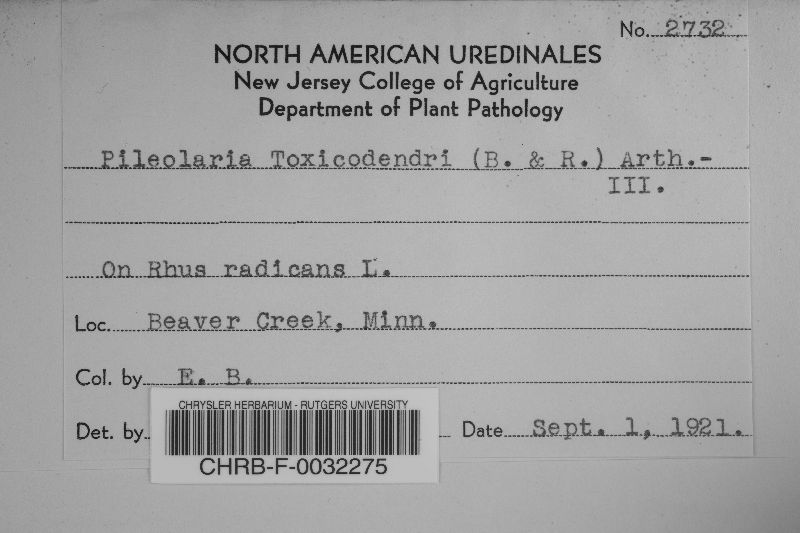 No. 2732
NORTH AMERICAN UREDINALES
New Jersey College of Agriculture
Department of Plant Pathology
Pileolaria Toxicodendri (B. & R.) Arth.-
III.
On Rhus radicans L.
Loc. Beaver Creek, Minn.
Col. by E. B.
CHRYSLER HERBARIUM - RUTGERS UNIVERSITY
Det. by Date Sept. 1, 1921.
CHRB-F-0032275